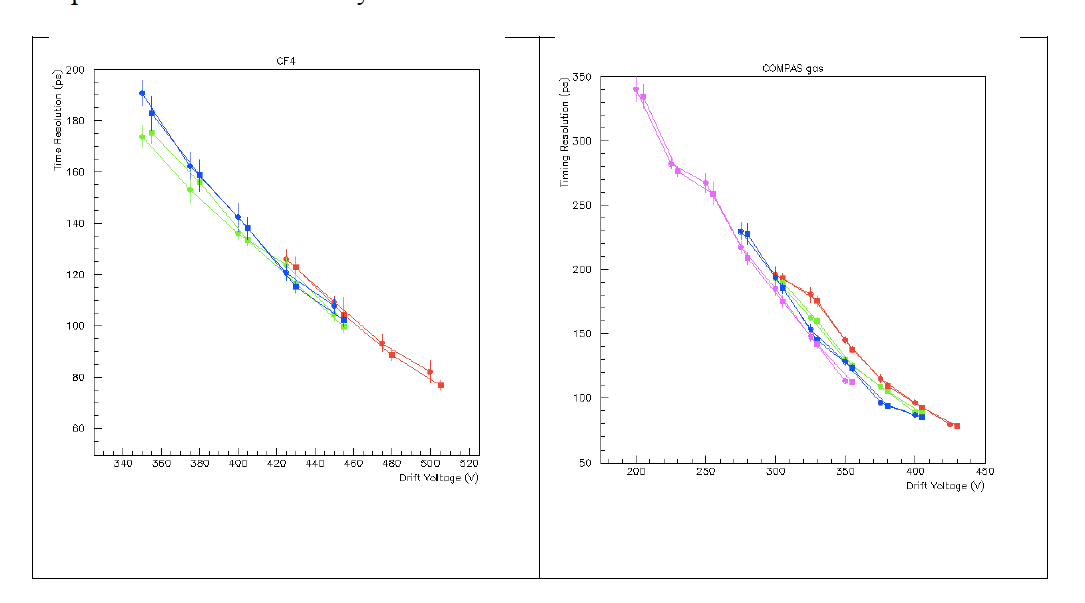 CF4
Time Resolution (ps)
200
180
160
140
120
100
80
60
340 360 380 400 420 440 460 480 500 520
Drift Voltage (V)
COMPAS gas
Timing Resolution (ps)
350
300
250
200
150
100
50
200 250 300 350 400 450
Drift Voltage (V)